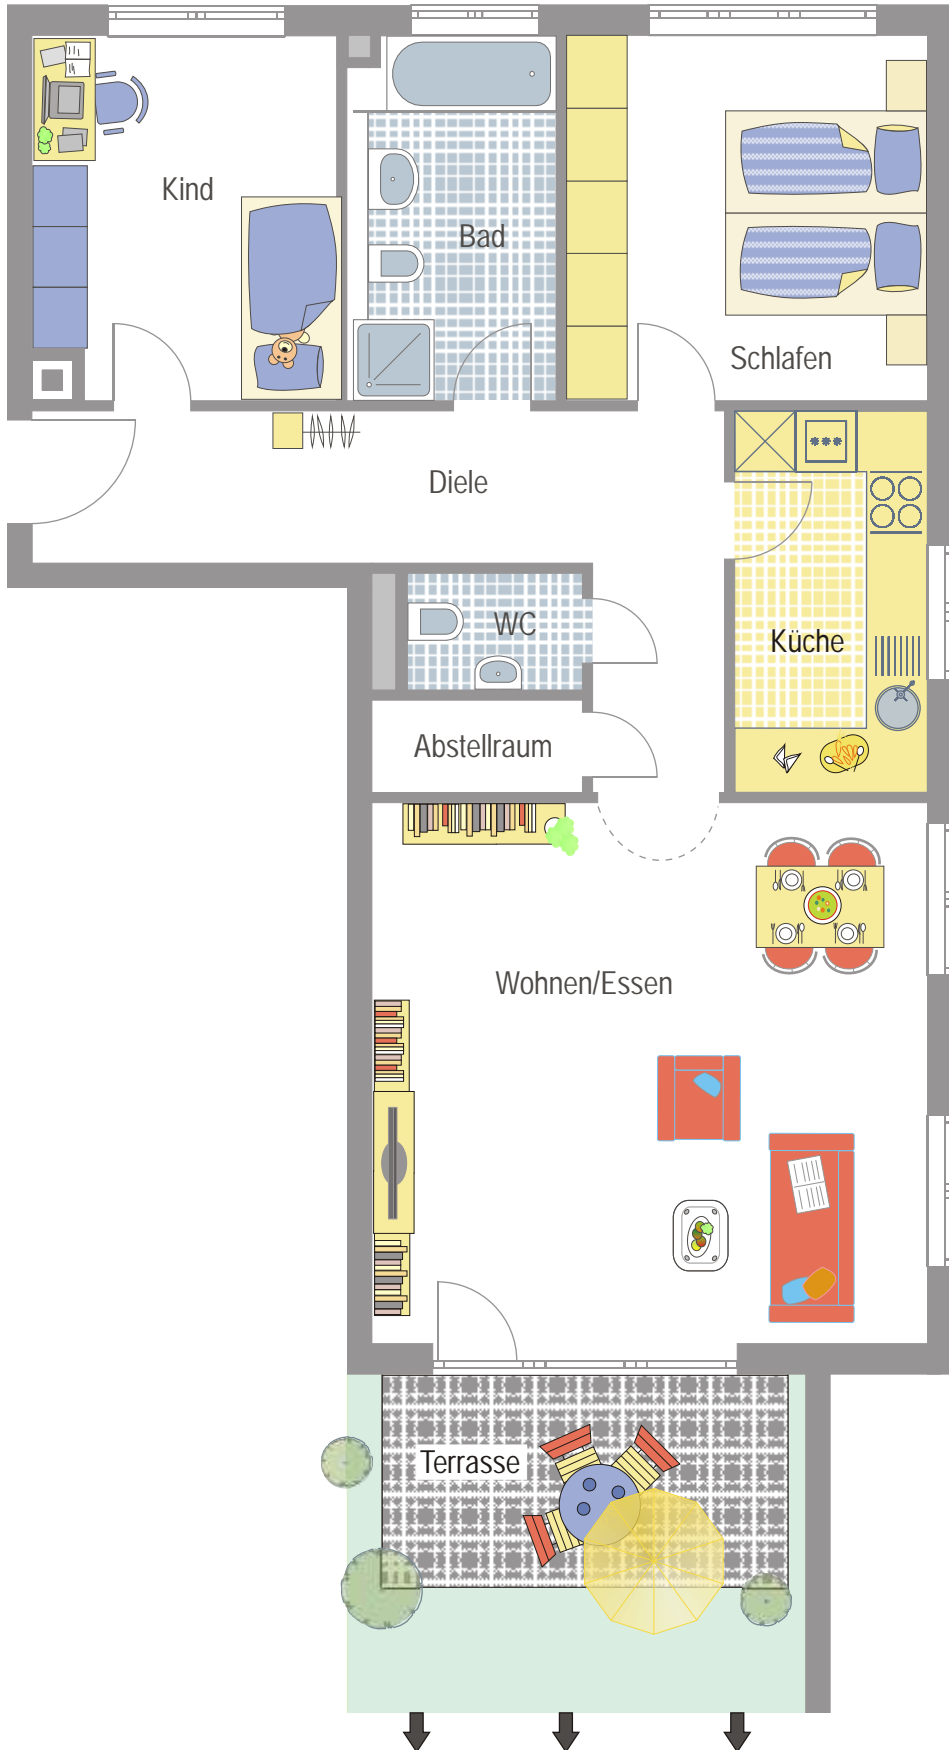 Kind
Bad
Schlafen
Diele
WC
Küche
Abstellraum
Wohnen/Essen
Terrasse